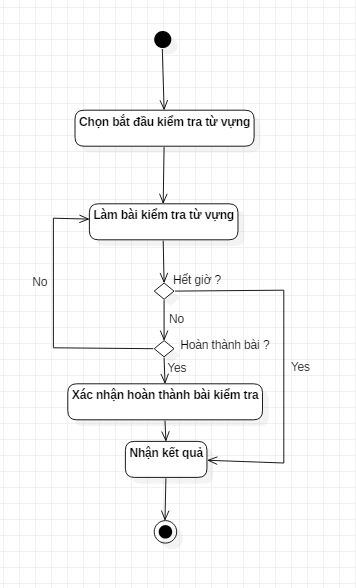 Chọn bắt đầu kiểm tra từ vựng
Làm bài kiểm tra từ vựng
Hết giờ ?
No
No
Hoàn thành bài ?
Yes
Yes
Xác nhận hoàn thành bài kiểm tra
Nhận kết quả